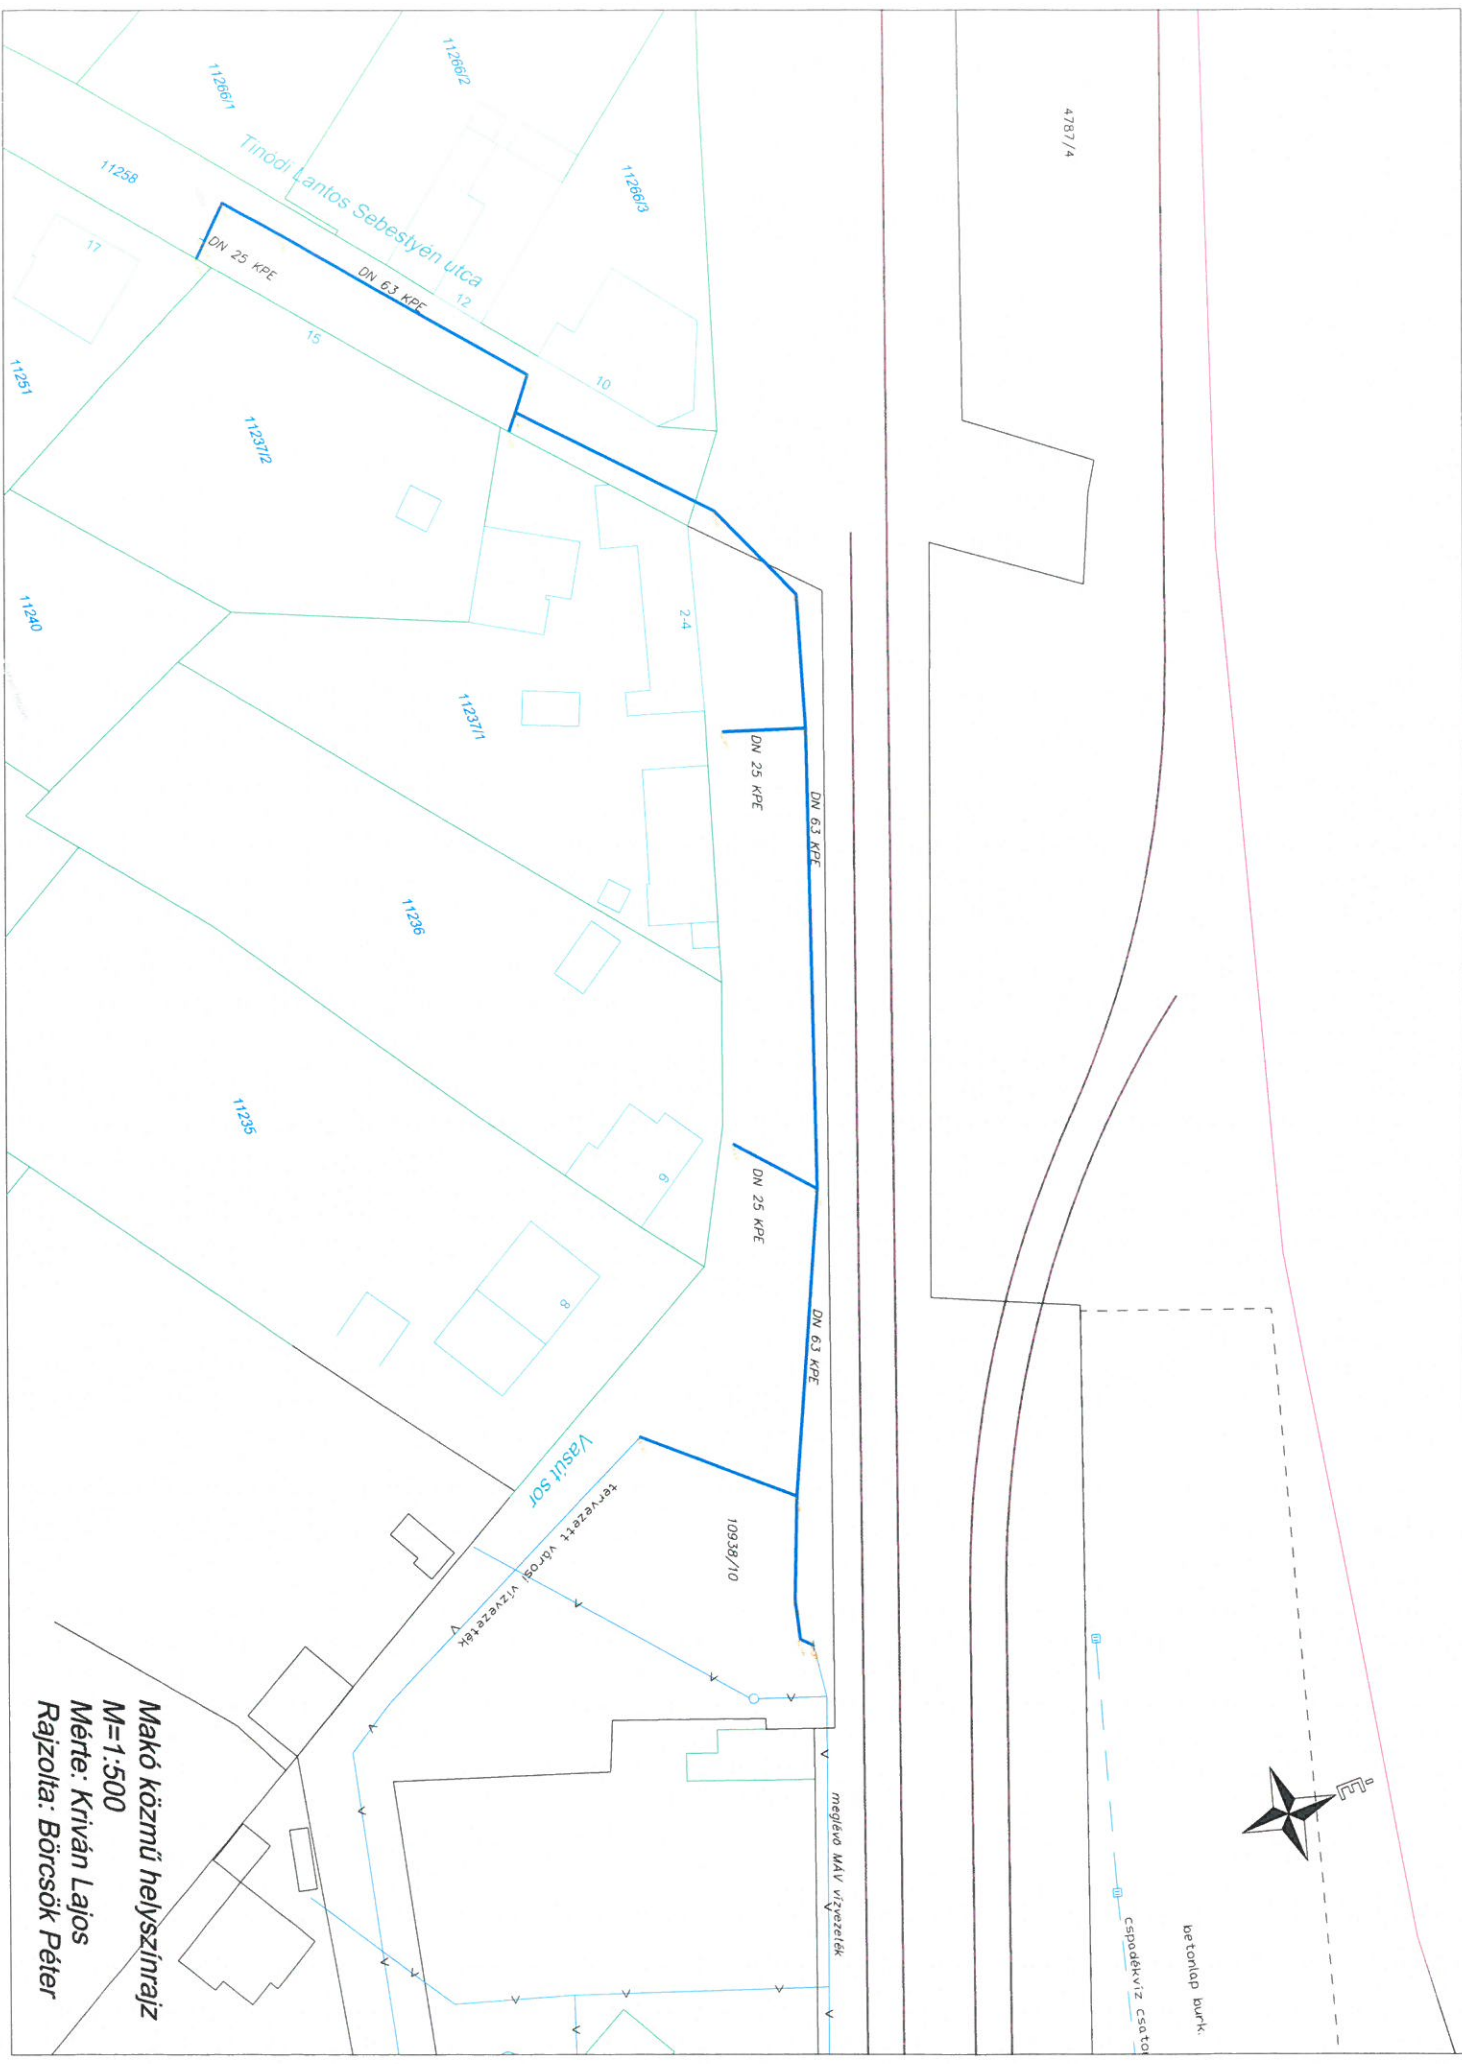 4787/4
11266/2
11266/1
11266/3
Tinódi Lantos Sebestyén utca
11258
17
DN 25 KPE
DN 63 KPE
12
10
15
11251
11237/2
11240
2-4
11237/1
DN 25 KPE
DN 63 KPE
11236
11235
6
DN 25 KPE
8
DN 63 KPE
Vasút sor
tervezett városi vízvezeték
10938/10
É
meglévő MÁV vízvezeték
betonlap burk.
cspadékvíz csator
Makó közmű helyszínrajz
M=1:500
Mérte: Kriván Lajos
Rajzolta: Börcsök Péter